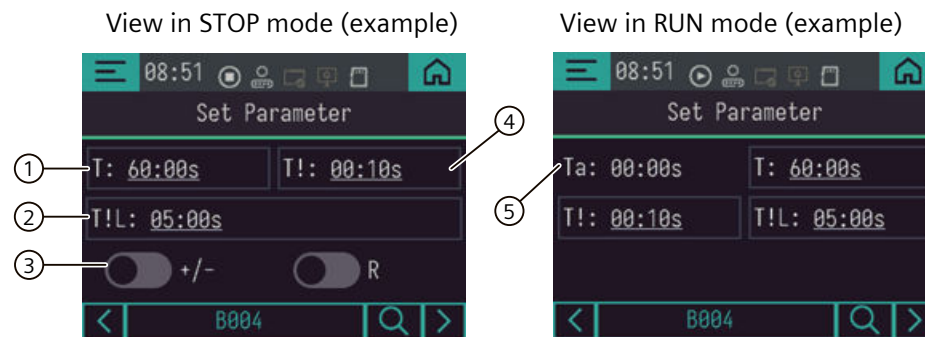 View in STOP mode (example)
08:51
Set Parameter
1
T: 60:00s
T!: 00:10s
4
2
T!L: 05:00s
3
+/-
R
B004
View in RUN mode (example)
08:51
Set Parameter
5
Ta: 00:00s
T: 60:00s
T!: 00:10s
T!L: 05:00s
B004